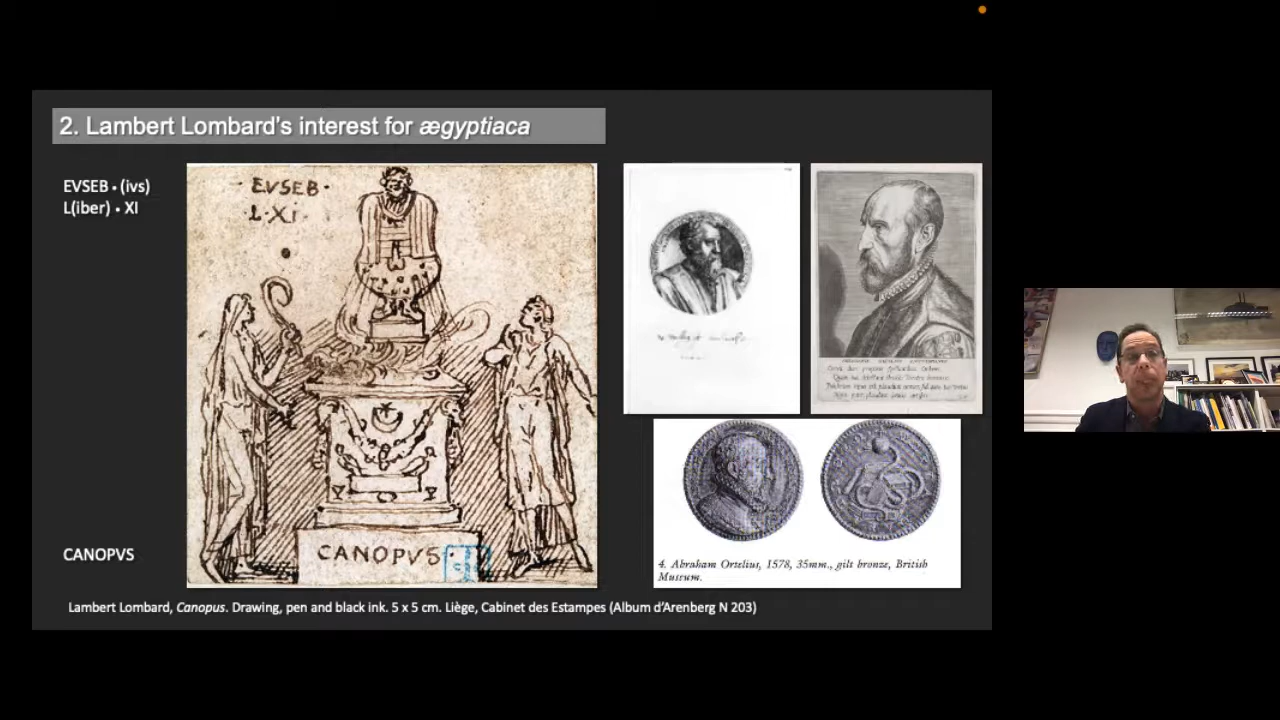 2. Lambert Lombard's interest for ægyptiaca
EVSEB • (ivs)
L(iber) • XI
· EVSEB ·
· L · XI ·
CANOPVS
CANOPVS ·
4. Abraham Ortelius, 1578, 35mm., gilt bronze, British
Museum.
Lambert Lombard, Canopus. Drawing, pen and black ink. 5 x 5 cm. Liège, Cabinet des Estampes (Album d'Arenberg N 203)